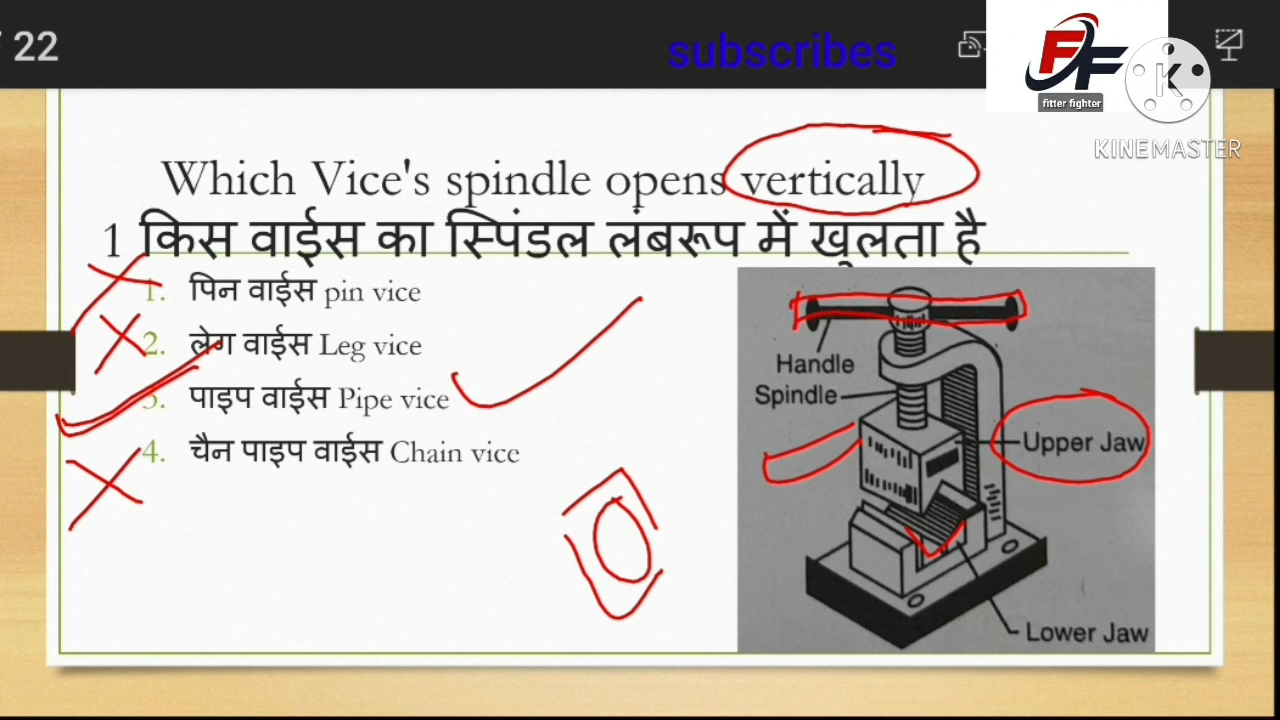 22
subscribes
fitter fighter
KINEMASTER
Which Vice's spindle opens vertically
1 किस वाईस का स्पिंडल लंबरूप में खुलता है
1. पिन वाईस pin vice
2. लेग वाईस Leg vice
3. पाइप वाईस Pipe vice
4. चैन पाइप वाईस Chain vice
Handle
Spindle
Upper Jaw
Lower Jaw